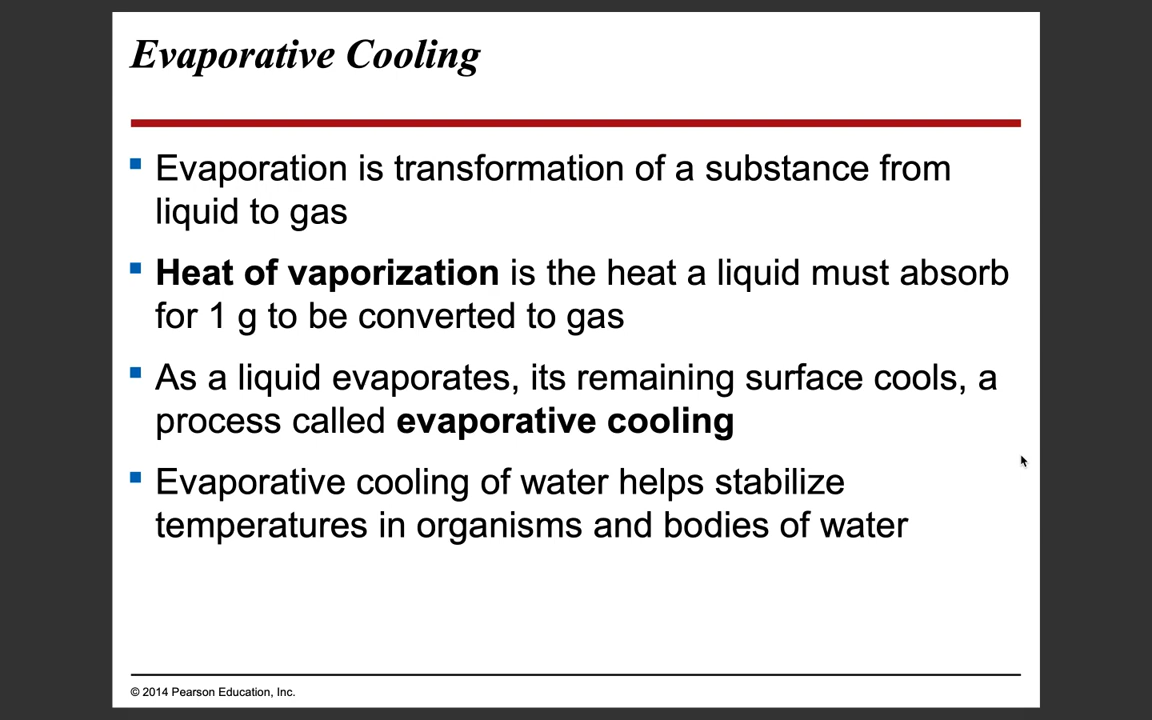 Evaporative Cooling
Evaporation is transformation of a substance from
liquid to gas
Heat of vaporization is the heat a liquid must absorb
for 1 g to be converted to gas
As a liquid evaporates, its remaining surface cools, a
process called evaporative cooling
Evaporative cooling of water helps stabilize
temperatures in organisms and bodies of water
© 2014 Pearson Education, Inc.